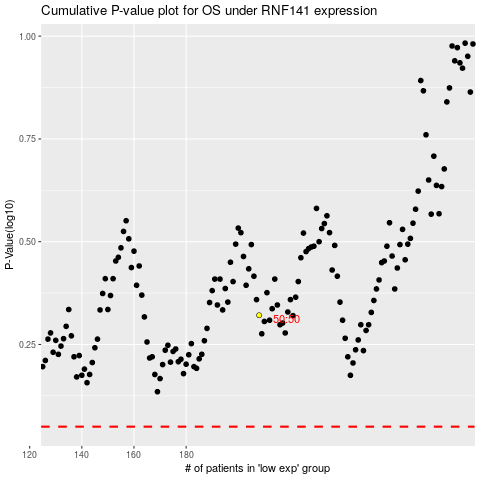 Cumulative P-value plot for OS under RNF141 expression
1.00
0.75
0.50
0.25
P-Value(log10)
50:50
120 140 160 180
# of patients in 'low exp' group